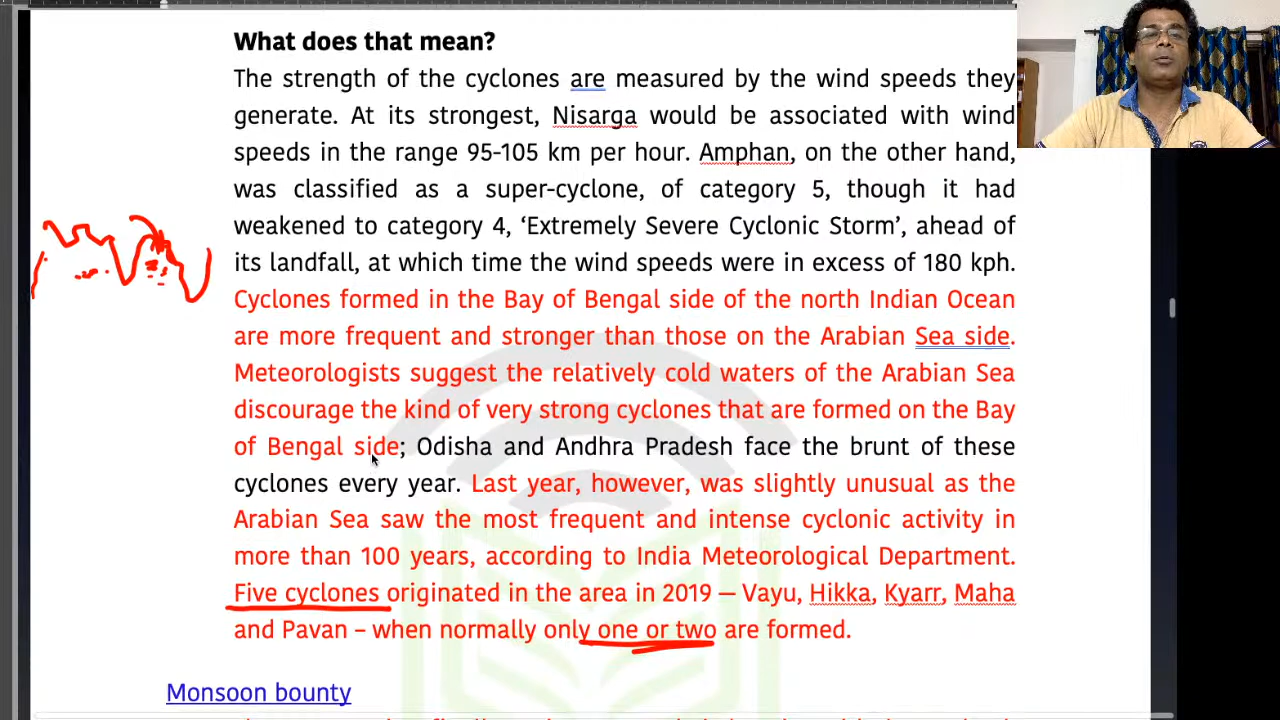 What does that mean?
The strength of the cyclones are measured by the wind speeds they
generate. At its strongest, Nisarga would be associated with wind
speeds in the range 95-105 km per hour. Amphan, on the other hand,
was classified as a super-cyclone, of category 5, though it had
weakened to category 4, ‘Extremely Severe Cyclonic Storm’, ahead of
its landfall, at which time the wind speeds were in excess of 180 kph.
Cyclones formed in the Bay of Bengal side of the north Indian Ocean
are more frequent and stronger than those on the Arabian Sea side.
Meteorologists suggest the relatively cold waters of the Arabian Sea
discourage the kind of very strong cyclones that are formed on the Bay
of Bengal side; Odisha and Andhra Pradesh face the brunt of these
cyclones every year. Last year, however, was slightly unusual as the
Arabian Sea saw the most frequent and intense cyclonic activity in
more than 100 years, according to India Meteorological Department.
Five cyclones originated in the area in 2019 — Vayu, Hikka, Kyarr, Maha
and Pavan – when normally only one or two are formed.
Monsoon bounty